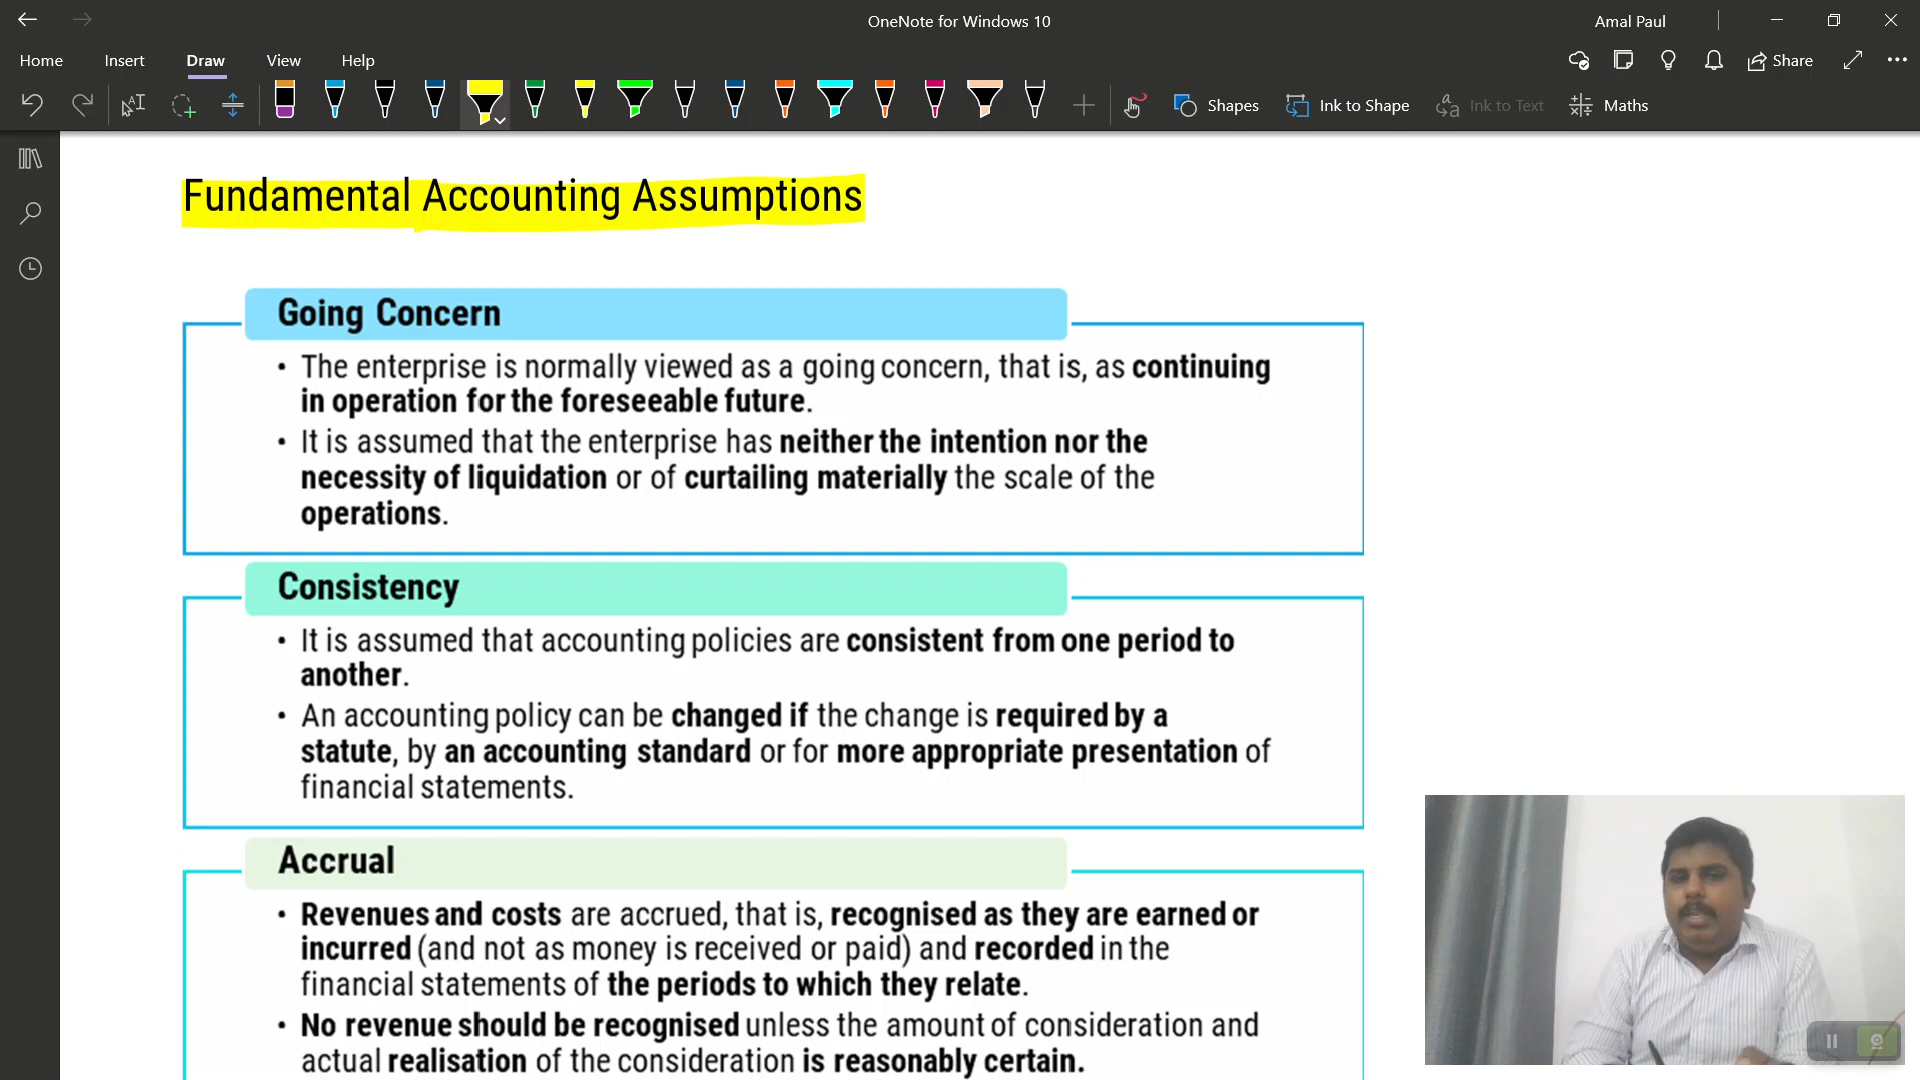 OneNote for Windows 10
Amal Paul
Home Insert Draw View Help
Share
Shapes Ink to Shape Ink to Text Maths
Fundamental Accounting Assumptions
Going Concern
• The enterprise is normally viewed as a going concern, that is, as continuing
in operation for the foreseeable future.
• It is assumed that the enterprise has neither the intention nor the
necessity of liquidation or of curtailing materially the scale of the
operations.
Consistency
• It is assumed that accounting policies are consistent from one period to
another.
• An accounting policy can be changed if the change is required by a
statute, by an accounting standard or for more appropriate presentation of
financial statements.
Accrual
• Revenues and costs are accrued, that is, recognised as they are earned or
incurred (and not as money is received or paid) and recorded in the
financial statements of the periods to which they relate.
• No revenue should be recognised unless the amount of consideration and
actual realisation of the consideration is reasonably certain.